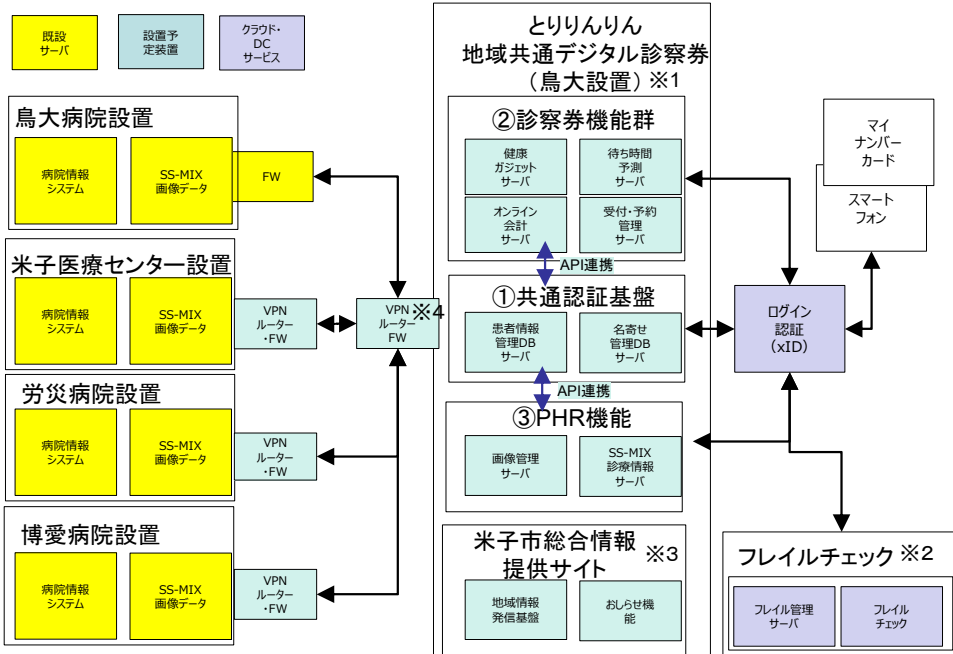 既設
サーバ
設置予
定装置
クラウド・
DC
サービス
とりりんりん
地域共通デジタル診察券
（鳥大設置）※1
鳥大病院設置
病院情報
システム
SS-MIX
画像データ
FW
米子医療センター設置
病院情報
システム
SS-MIX
画像データ
VPN
ルーター
・FW
VPN
ルーター
FW
※4
労災病院設置
病院情報
システム
SS-MIX
画像データ
VPN
ルーター
・FW
博愛病院設置
病院情報
システム
SS-MIX
画像データ
VPN
ルーター
・FW
②診察券機能群
健康
ガジェット
サーバ
待ち時間
予測
サーバ
オンライン
会計
サーバ
受付・予約
管理
サーバ
API連携
①共通認証基盤
患者情報
管理DB
サーバ
名寄せ
管理DB
サーバ
API連携
③PHR機能
画像管理
サーバ
SS-MIX
診療情報
サーバ
米子市総合情報
提供サイト
※3
地域情報
発信基盤
おしらせ機
能
マイ
ナンバー
カード
スマート
フォン
ログイン
認証
（xID）
フレイルチェック ※2
フレイル管理
サーバ
フレイル
チェック